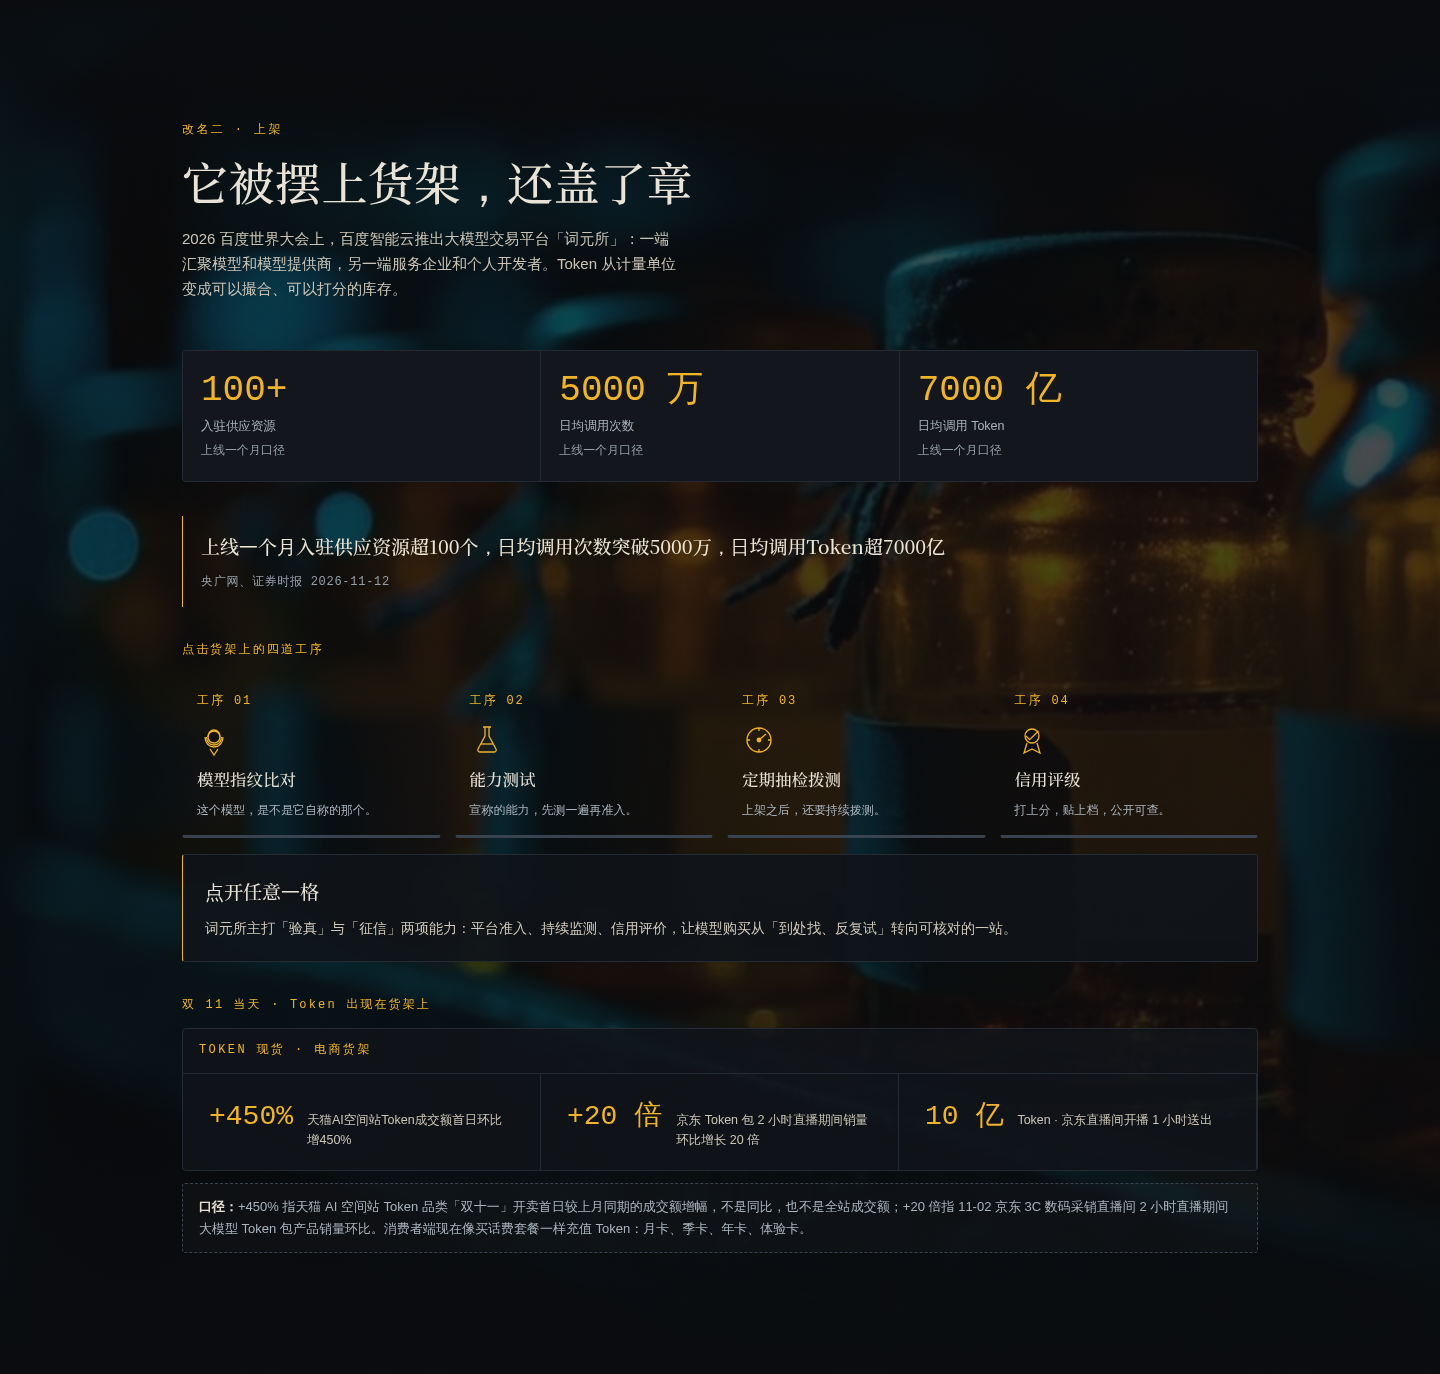 改名二 · 上架
它被摆上货架，还盖了章
2026 百度世界大会上，百度智能云推出大模型交易平台「词元所」：一端
汇聚模型和模型提供商，另一端服务企业和个人开发者。Token 从计量单位
变成可以撮合、可以打分的库存。
100+
入驻供应资源
上线一个月口径
5000 万
日均调用次数
上线一个月口径
7000 亿
日均调用 Token
上线一个月口径
上线一个月入驻供应资源超100个，日均调用次数突破5000万，日均调用Token超7000亿
央广网、证券时报 2026-11-12
点击货架上的四道工序
工序 01
模型指纹比对
这个模型，是不是它自称的那个。
工序 02
能力测试
宣称的能力，先测一遍再准入。
工序 03
定期抽检拨测
上架之后，还要持续拨测。
工序 04
信用评级
打上分，贴上档，公开可查。
点开任意一格
词元所主打「验真」与「征信」两项能力：平台准入、持续监测、信用评价，让模型购买从「到处找、反复试」转向可核对的一站。
双 11 当天 · Token 出现在货架上
TOKEN 现货 · 电商货架
+450%
天猫AI空间站Token成交额首日环比
增450%
+20 倍
京东 Token 包 2 小时直播期间销量
环比增长 20 倍
10 亿
Token · 京东直播间开播 1 小时送出
口径：+450% 指天猫 AI 空间站 Token 品类「双十一」开卖首日较上月同期的成交额增幅，不是同比，也不是全站成交额；+20 倍指 11-02 京东 3C 数码采销直播间 2 小时直播期间
大模型 Token 包产品销量环比。消费者端现在像买话费套餐一样充值 Token：月卡、季卡、年卡、体验卡。